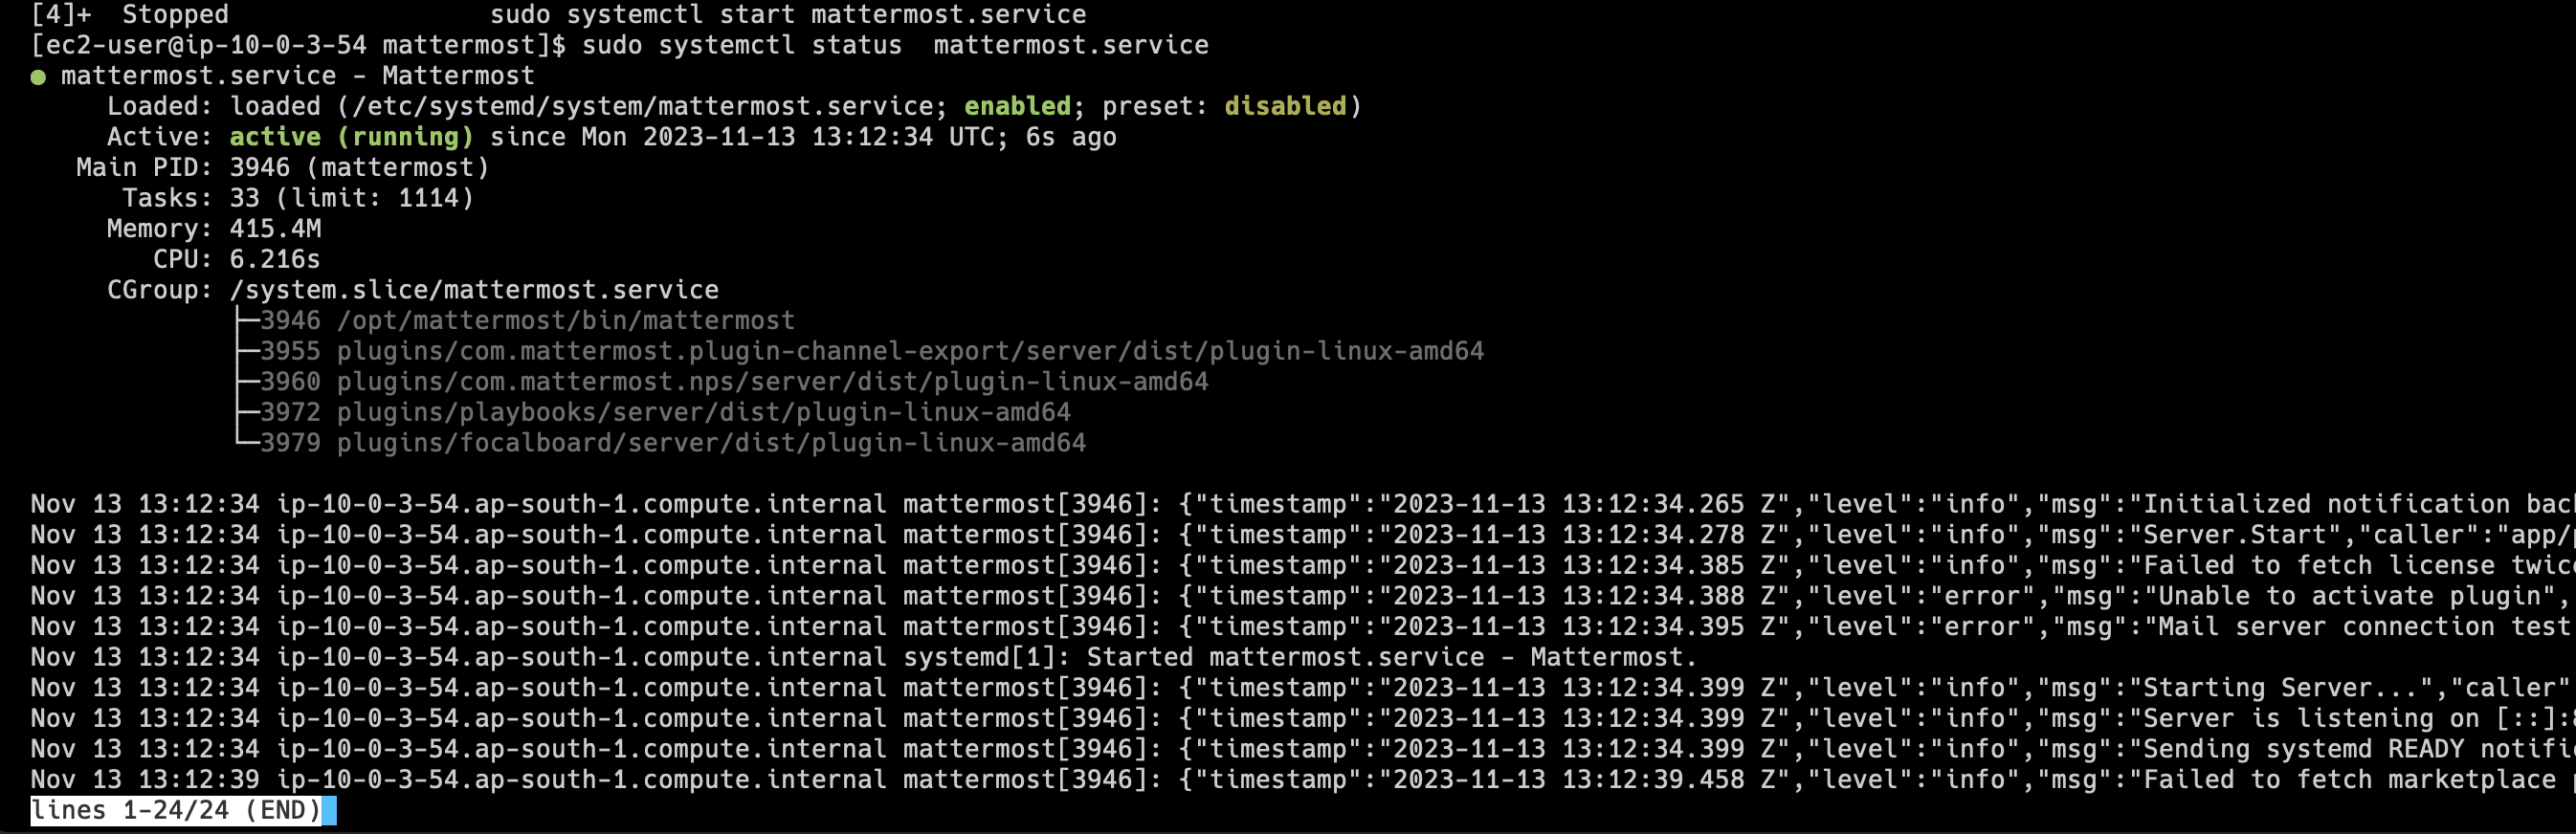 [4]+  Stopped                 sudo systemctl start mattermost.service
[ec2-user@ip-10-0-3-54 mattermost]$ sudo systemctl status  mattermost.service
● mattermost.service - Mattermost
     Loaded: loaded (/etc/systemd/system/mattermost.service; enabled; preset: disabled)
     Active: active (running) since Mon 2023-11-13 13:12:34 UTC; 6s ago
   Main PID: 3946 (mattermost)
      Tasks: 33 (limit: 1114)
     Memory: 415.4M
        CPU: 6.216s
     CGroup: /system.slice/mattermost.service
             ├─3946 /opt/mattermost/bin/mattermost
             ├─3955 plugins/com.mattermost.plugin-channel-export/server/dist/plugin-linux-amd64
             ├─3960 plugins/com.mattermost.nps/server/dist/plugin-linux-amd64
             ├─3972 plugins/playbooks/server/dist/plugin-linux-amd64
             └─3979 plugins/focalboard/server/dist/plugin-linux-amd64

Nov 13 13:12:34 ip-10-0-3-54.ap-south-1.compute.internal mattermost[3946]: {"timestamp":"2023-11-13 13:12:34.265 Z","level":"info","msg":"Initialized notification bac
Nov 13 13:12:34 ip-10-0-3-54.ap-south-1.compute.internal mattermost[3946]: {"timestamp":"2023-11-13 13:12:34.278 Z","level":"info","msg":"Server.Start","caller":"app/
Nov 13 13:12:34 ip-10-0-3-54.ap-south-1.compute.internal mattermost[3946]: {"timestamp":"2023-11-13 13:12:34.385 Z","level":"info","msg":"Failed to fetch license twic
Nov 13 13:12:34 ip-10-0-3-54.ap-south-1.compute.internal mattermost[3946]: {"timestamp":"2023-11-13 13:12:34.388 Z","level":"error","msg":"Unable to activate plugin",
Nov 13 13:12:34 ip-10-0-3-54.ap-south-1.compute.internal mattermost[3946]: {"timestamp":"2023-11-13 13:12:34.395 Z","level":"error","msg":"Mail server connection test
Nov 13 13:12:34 ip-10-0-3-54.ap-south-1.compute.internal systemd[1]: Started mattermost.service - Mattermost.
Nov 13 13:12:34 ip-10-0-3-54.ap-south-1.compute.internal mattermost[3946]: {"timestamp":"2023-11-13 13:12:34.399 Z","level":"info","msg":"Starting Server...","caller"
Nov 13 13:12:34 ip-10-0-3-54.ap-south-1.compute.internal mattermost[3946]: {"timestamp":"2023-11-13 13:12:34.399 Z","level":"info","msg":"Server is listening on [::]:
Nov 13 13:12:34 ip-10-0-3-54.ap-south-1.compute.internal mattermost[3946]: {"timestamp":"2023-11-13 13:12:34.399 Z","level":"info","msg":"Sending systemd READY notifi
Nov 13 13:12:39 ip-10-0-3-54.ap-south-1.compute.internal mattermost[3946]: {"timestamp":"2023-11-13 13:12:39.458 Z","level":"info","msg":"Failed to fetch marketplace
lines 1-24/24 (END)